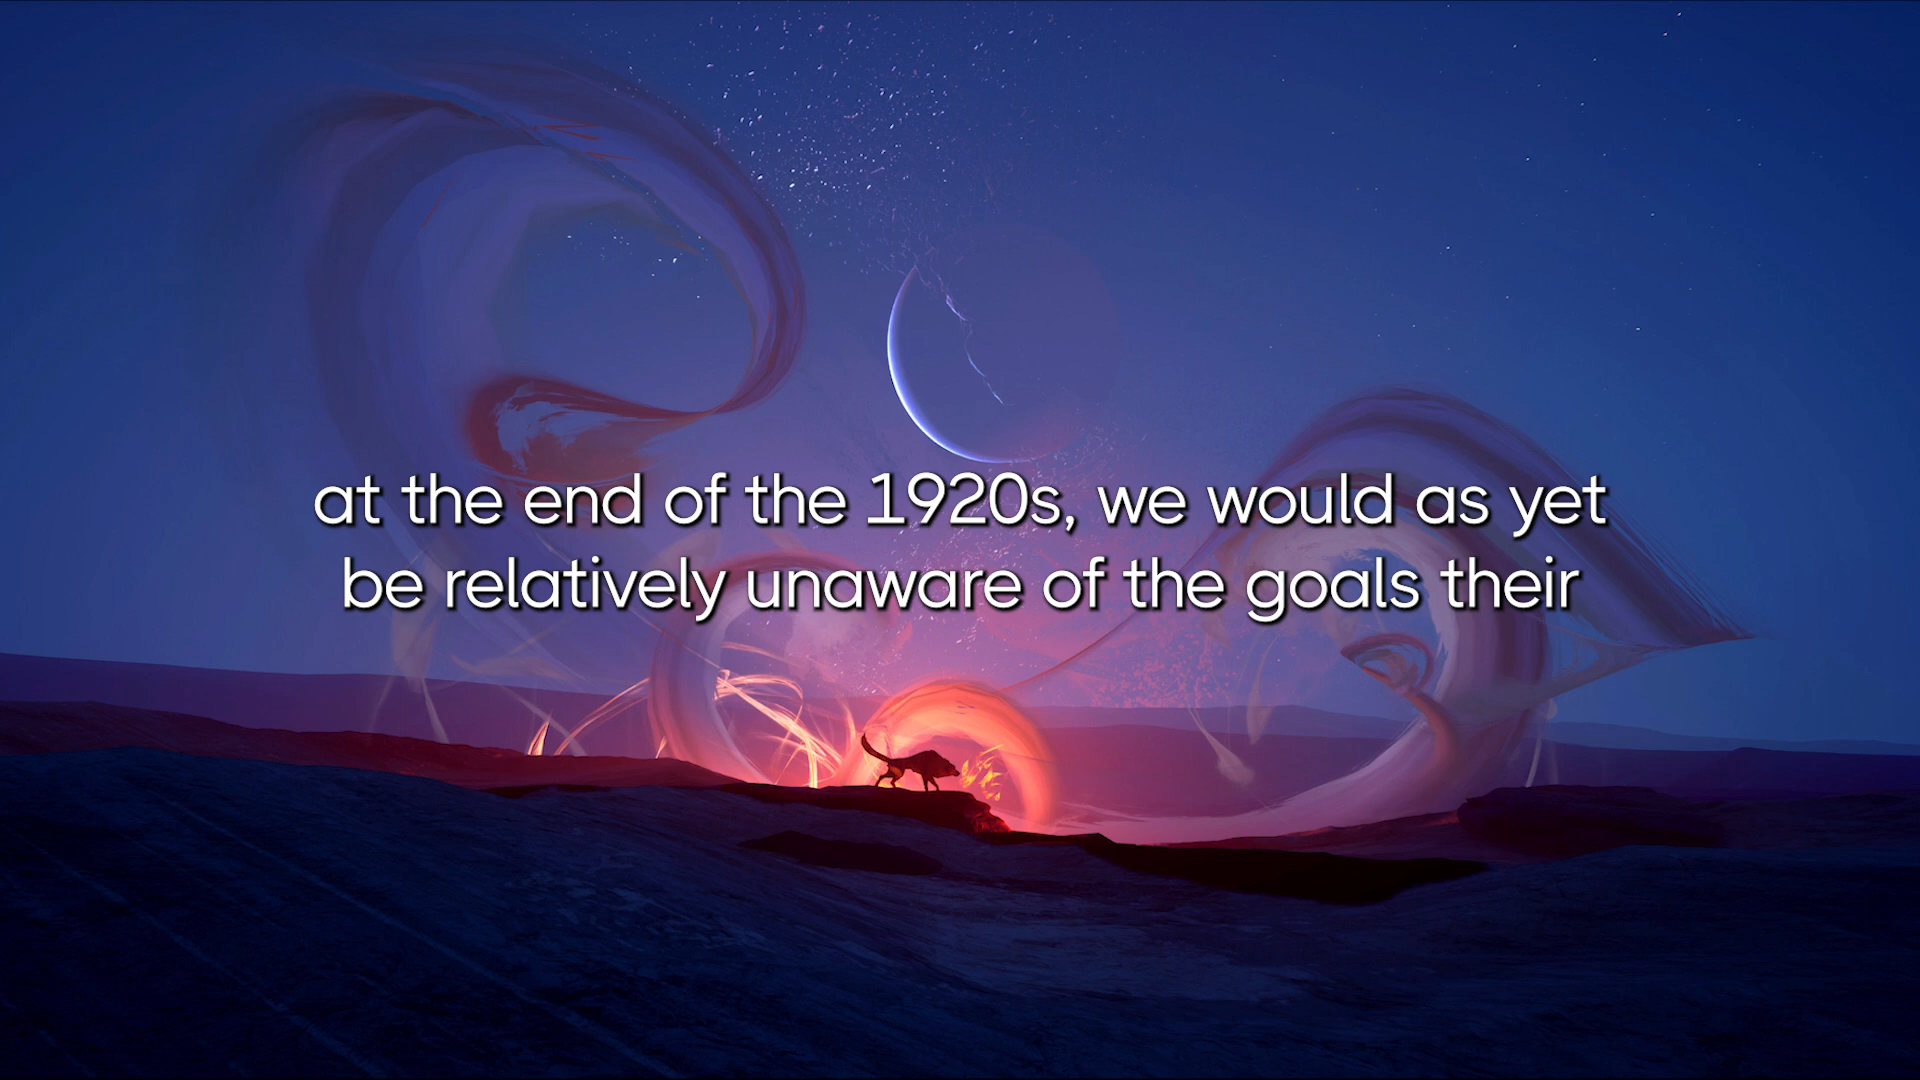 at the end of the 1920s, we would as yet
be relatively unaware of the goals their